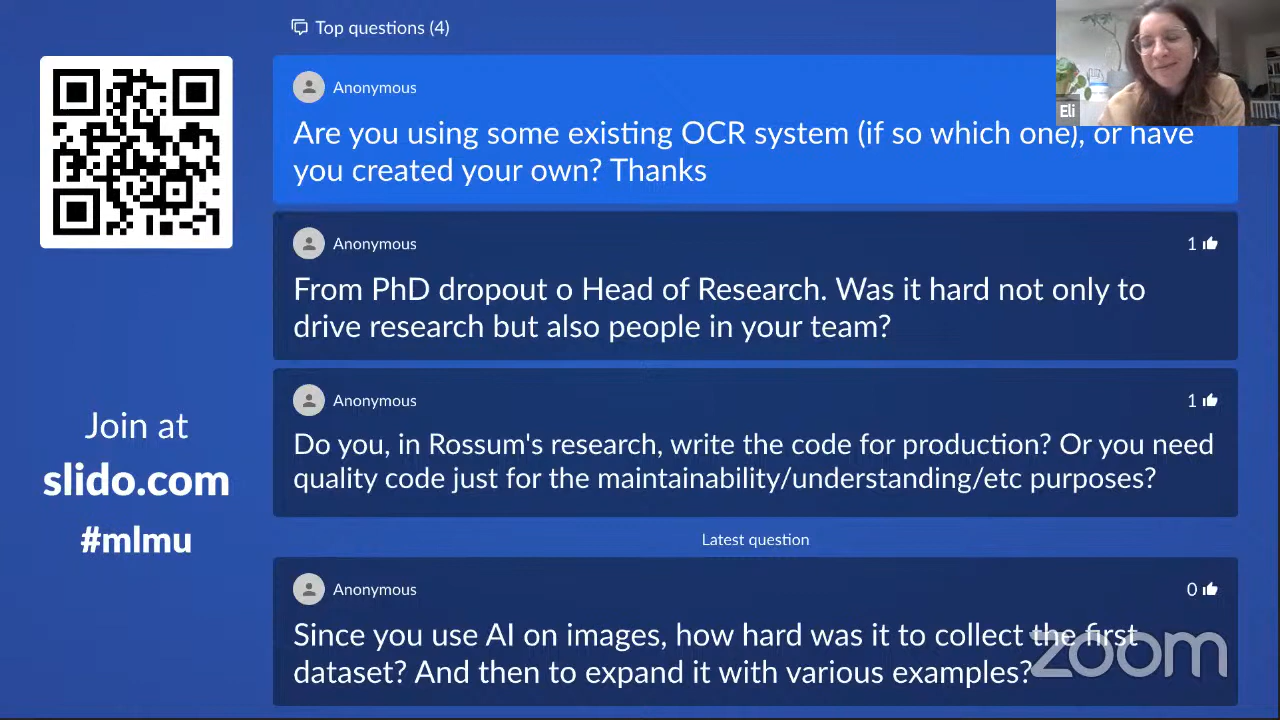 Top questions (4)
Eli
Anonymous
Are you using some existing OCR system (if so which one), or have
you created your own? Thanks
Anonymous
1
From PhD dropout o Head of Research. Was it hard not only to
drive research but also people in your team?
Anonymous
1
Do you, in Rossum's research, write the code for production? Or you need
quality code just for the maintainability/understanding/etc purposes?
Latest question
Anonymous
0
Since you use AI on images, how hard was it to collect the first
dataset? And then to expand it with various examples?
Join at
slido.com
#mlmu
zoom